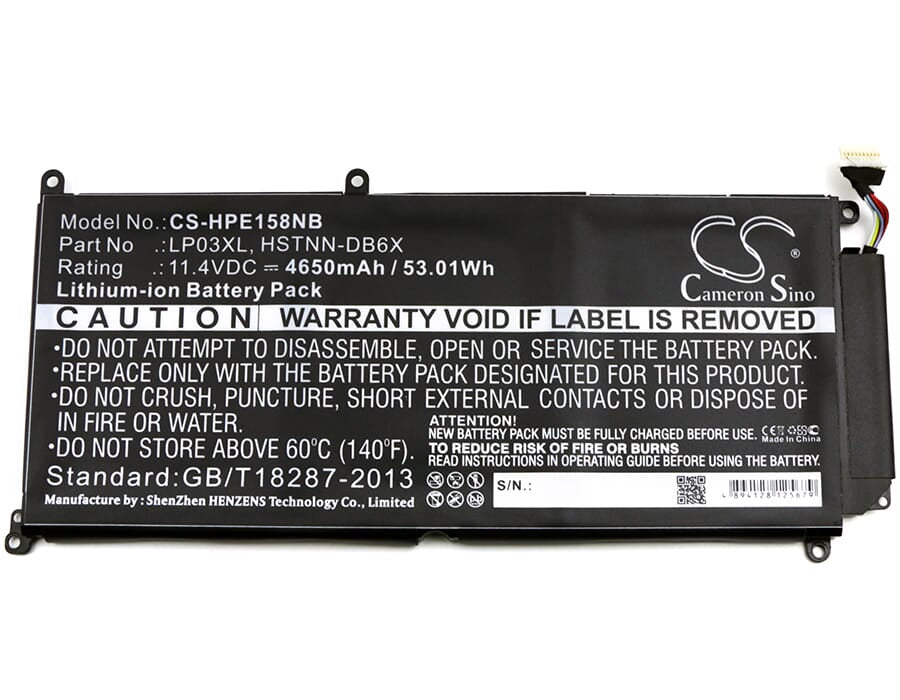 Model No.:CS-HPE158NB
Part No .:LP03XL, HSTNN-DB6X
Rating .:11.4VDC ⎓ 4650mAh / 53.01Wh
Lithium-ion Battery Pack
CS ®
Cameron Sino
CAUTION WARRANTY VOID IF LABEL IS REMOVED
•DO NOT ATTEMPT TO DISASSEMBLE, OPEN OR SERVICE THE BATTERY PACK.
•REPLACE ONLY WITH THE BATTERY PACK DESIGNATED FOR THIS PRODUCT.
•DO NOT CRUSH, PUNCTURE, SHORT EXTERNAL CONTACTS OR DISPOSE OF
IN FIRE OR WATER.
•DO NOT STORE ABOVE 60°C (140°F).
ATTENTION!
NEW BATTERY PACK MUST BE FULLY CHARGED BEFORE USE.
TO REDUCE RISK OF FIRE OR BURNS
READ INSTRUCTIONS IN OPERATING GUIDE BEFORE USING THE BATTERY.
CE
Made In China
Standard:GB/T18287-2013
Manufacture by : ShenZhen HENZENS Technology Co., Limited
S/N.:
4 894128 125679